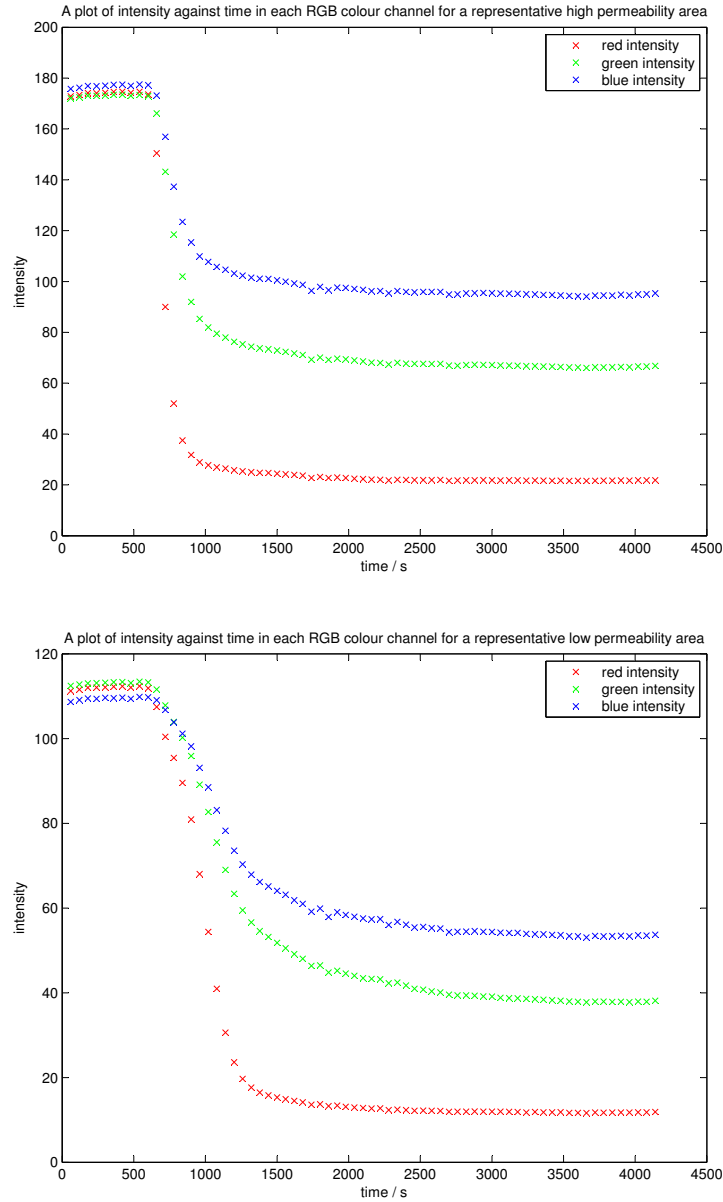 A plot of intensity against time in each RGB colour channel for a representative high permeability area
200
180
160
140
120
100
80
60
40
20
0
intensity
red intensity
green intensity
blue intensity
0 500 1000 1500 2000 2500 3000 3500 4000 4500
time / s
A plot of intensity against time in each RGB colour channel for a representative low permeability area
120
100
80
60
40
20
0
intensity
red intensity
green intensity
blue intensity
0 500 1000 1500 2000 2500 3000 3500 4000 4500
time / s